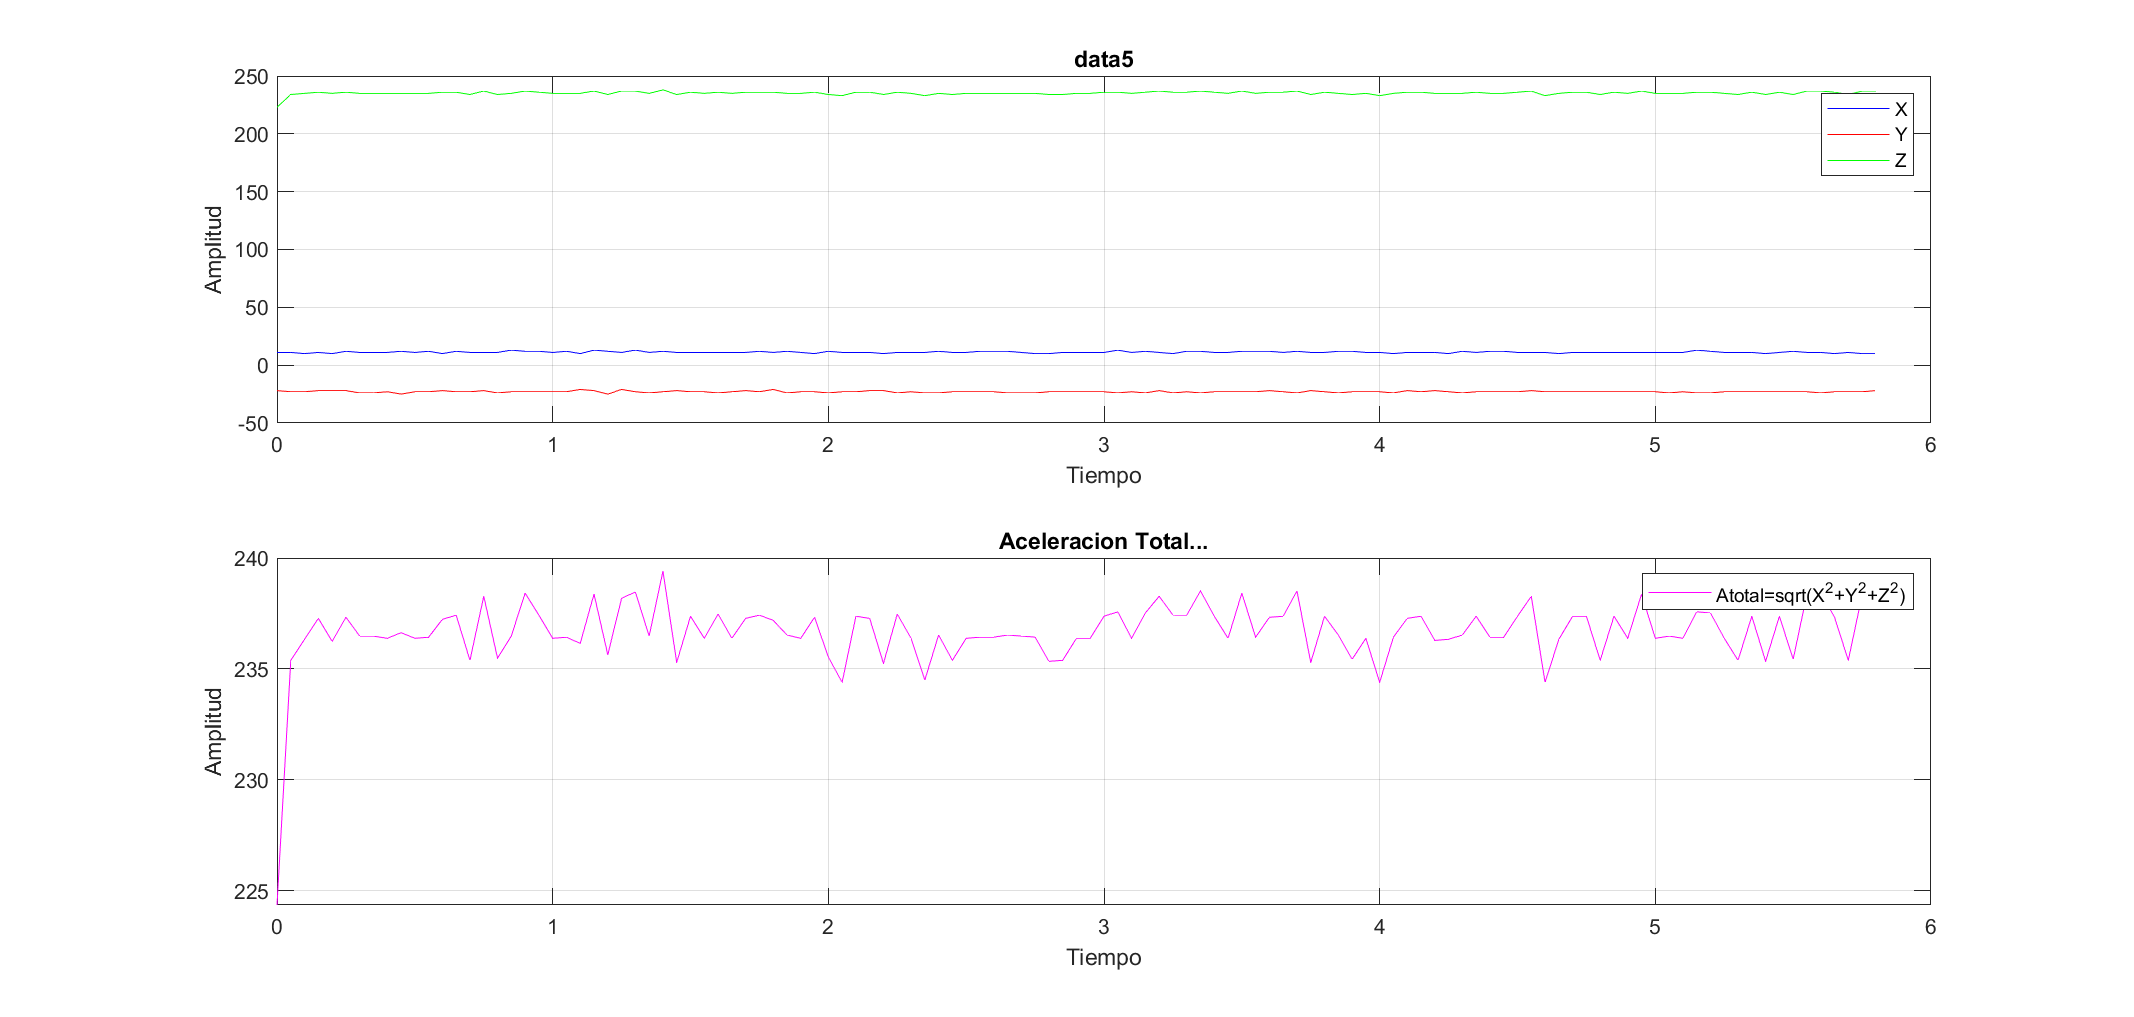 data5
250
200
150
100
50
0
-50
Amplitud
X
Y
Z
0 1 2 3 4 5 6
Tiempo
Aceleracion Total...
240
235
230
225
Amplitud
Atotal=sqrt(X²+Y²+Z²)
0 1 2 3 4 5 6
Tiempo